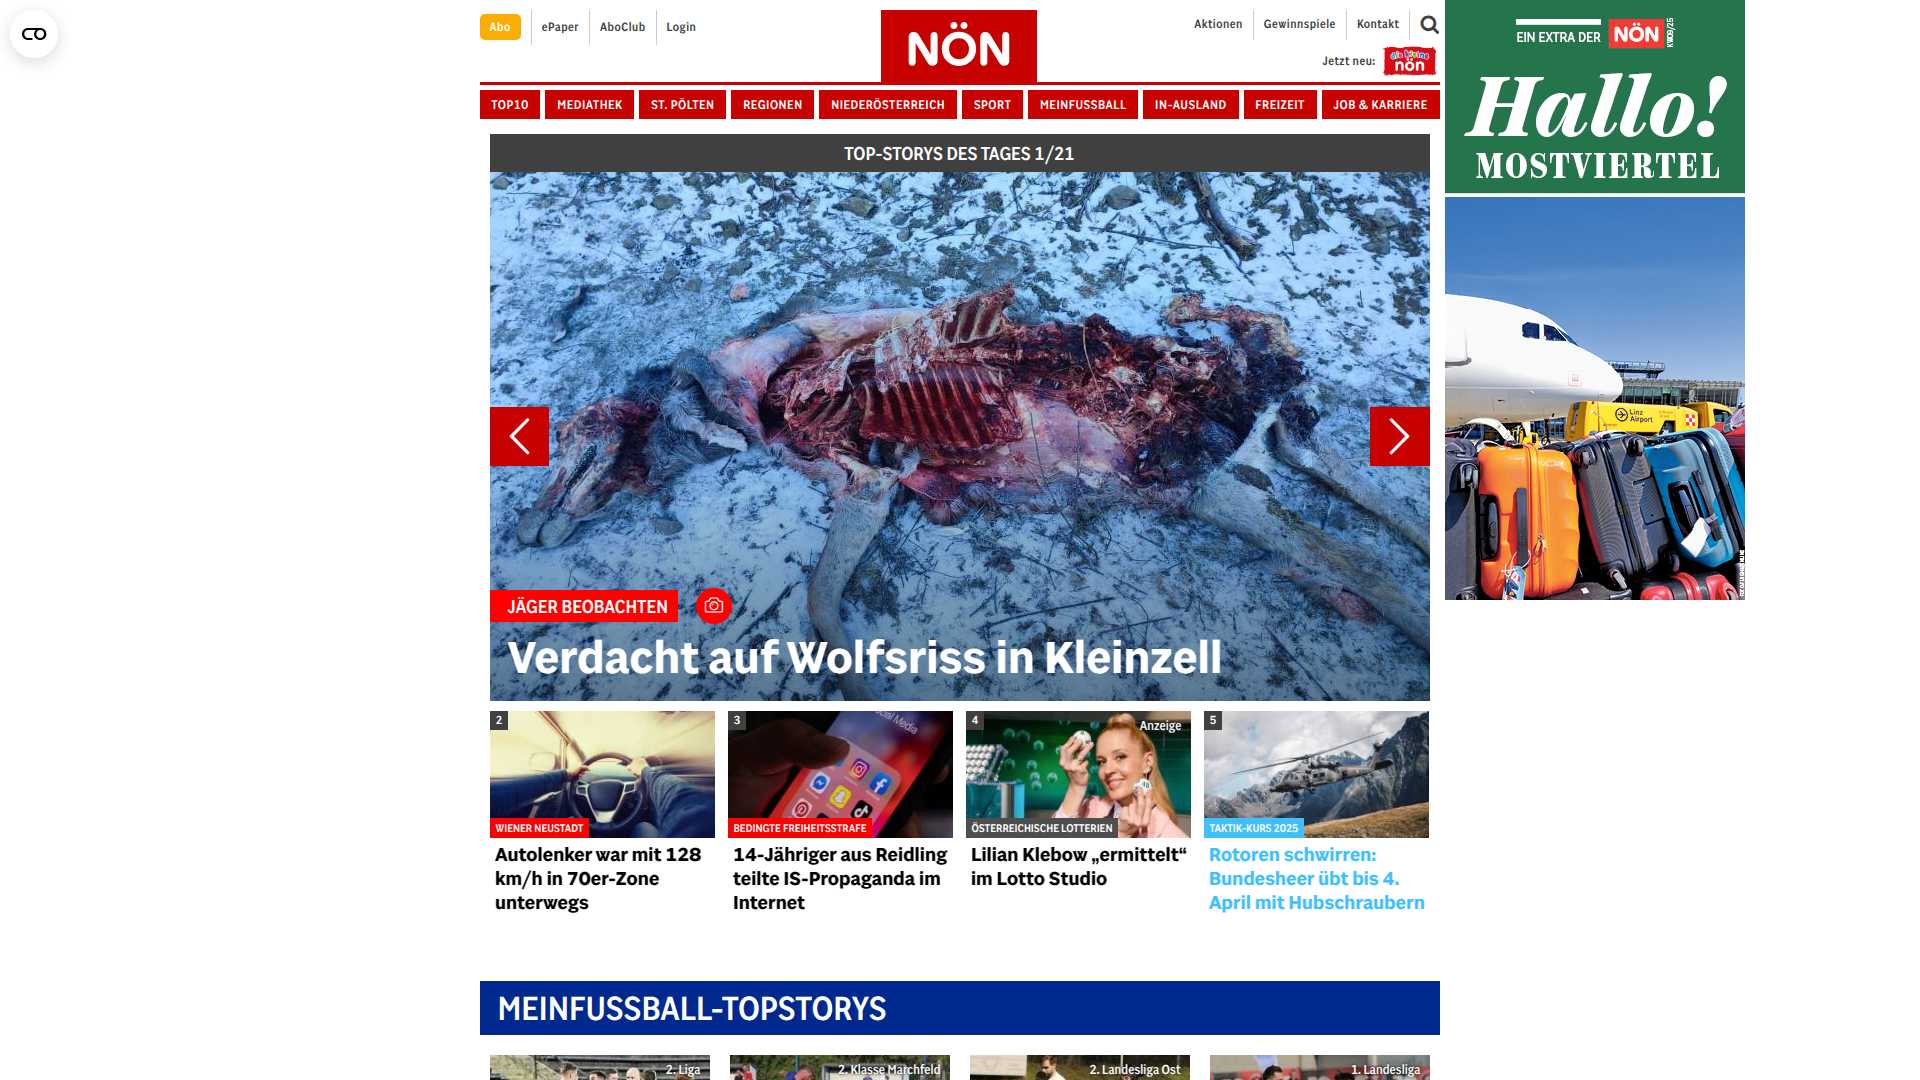 Abo
ePaper
AboClub
Login
NÖN
Aktionen
Gewinnspiele
Kontakt
Jetzt neu:
die kleine
nön
TOP10
MEDIATHEK
ST. PÖLTEN
REGIONEN
NIEDERÖSTERREICH
SPORT
MEINFUSSBALL
IN-AUSLAND
FREIZEIT
JOB & KARRIERE
EIN EXTRA DER NÖN
KW09/25
Hallo!
MOSTVIERTEL
Linz
Airport
TOP-STORYS DES TAGES 1/21
JÄGER BEOBACHTEN
Verdacht auf Wolfsriss in Kleinzell
2
WIENER NEUSTADT
Autolenker war mit 128
km/h in 70er-Zone
unterwegs
3
Social Media
BEDINGTE FREIHEITSSTRAFE
14-Jähriger aus Reidling
teilte IS-Propaganda im
Internet
4
Anzeige
ÖSTERREICHISCHE LOTTERIEN
Lilian Klebow „ermittelt“
im Lotto Studio
5
TAKTIK-KURS 2025
Rotoren schwirren:
Bundesheer übt bis 4.
April mit Hubschraubern
MEINFUSSBALL-TOPSTORYS
2. Liga
2. Klasse Marchfeld
2. Landesliga Ost
1. Landesliga